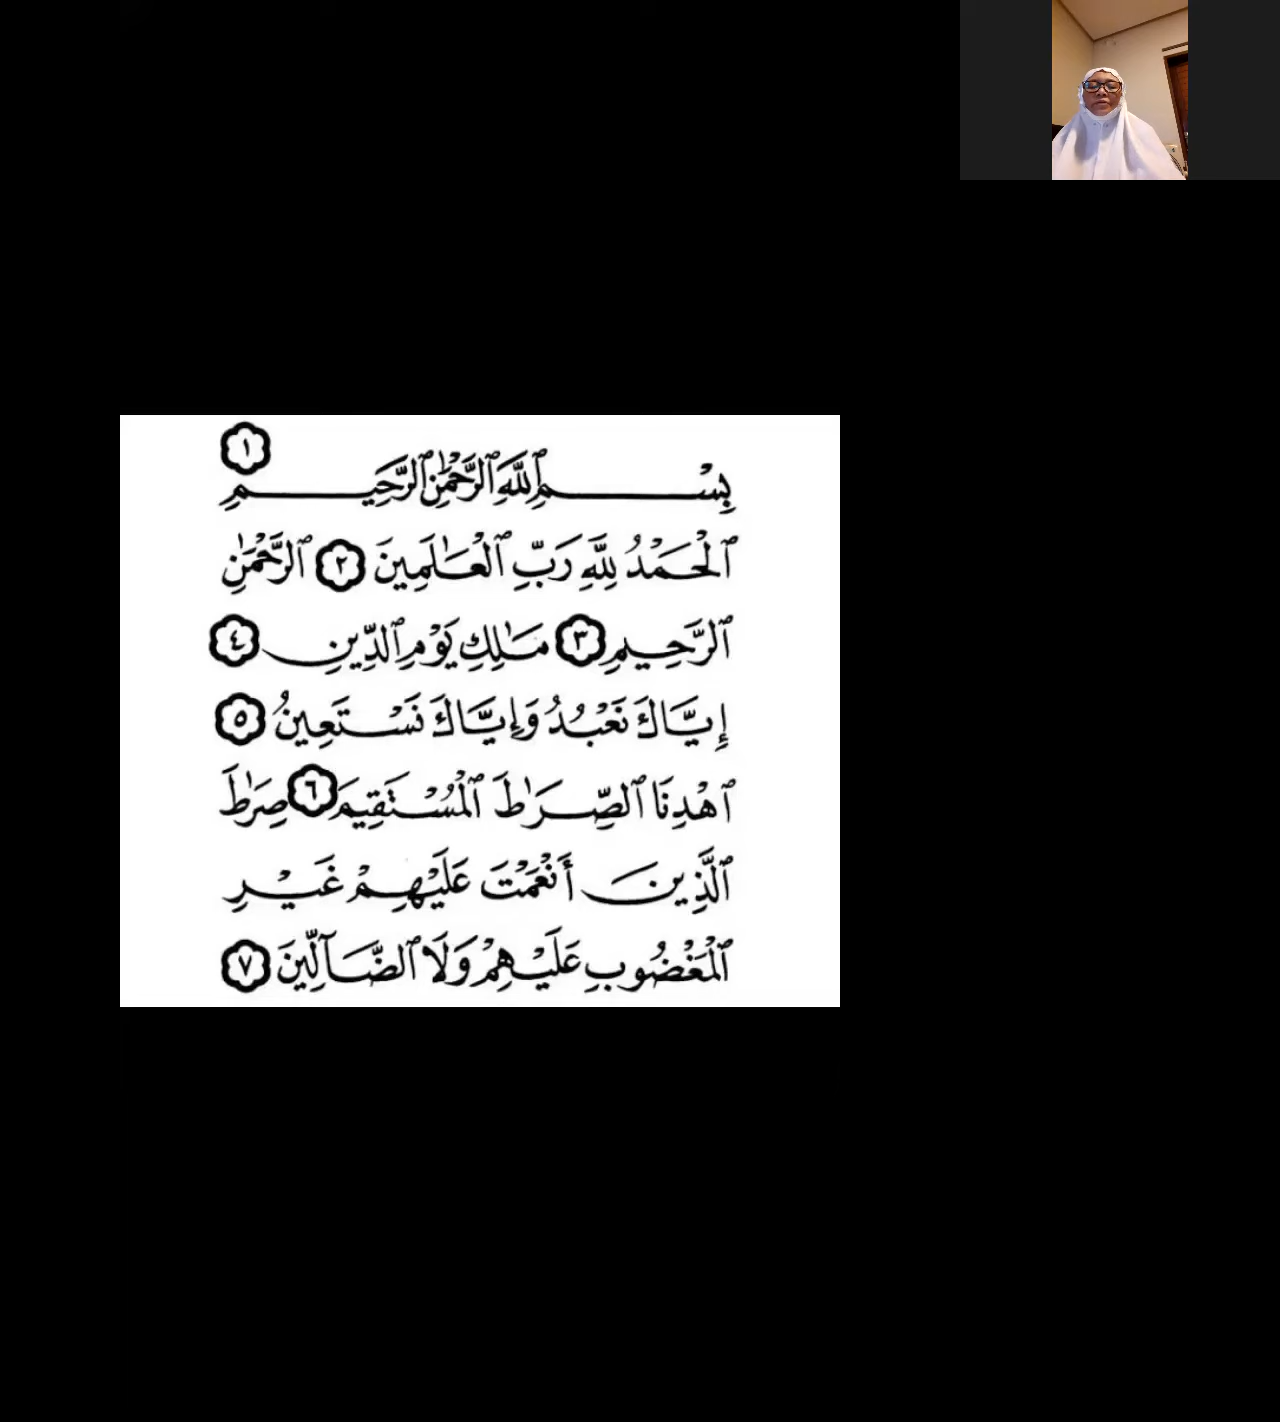 بِسْمِ ٱللَّهِ ٱلرَّحْمَٰنِ ٱلرَّحِيمِ ١
ٱلْحَمْدُ لِلَّهِ رَبِّ ٱلْعَٰلَمِينَ ٢ ٱلرَّحْمَٰنِ
ٱلرَّحِيمِ ٣ مَٰلِكِ يَوْمِ ٱلدِّينِ ٤
إِيَّاكَ نَعْبُدُ وَإِيَّاكَ نَسْتَعِينُ ٥
ٱهْدِنَا ٱلصِّرَٰطَ ٱلْمُسْتَقِيمَ ٦ صِرَٰطَ
ٱلَّذِينَ أَنْعَمْتَ عَلَيْهِمْ غَيْرِ
ٱلْمَغْضُوبِ عَلَيْهِمْ وَلَا ٱلضَّآلِّينَ ٧